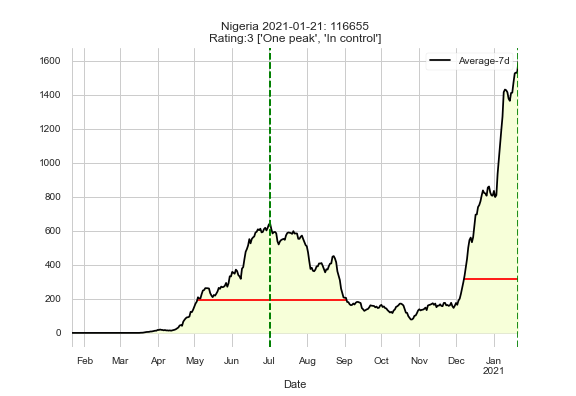 Nigeria 2021-01-21: 116655
Rating:3 ['One peak', 'In control']
Average-7d
1600
1400
1200
1000
800
600
400
200
0
Feb Mar Apr May Jun Jul Aug Sep Oct Nov Dec Jan
2021
Date